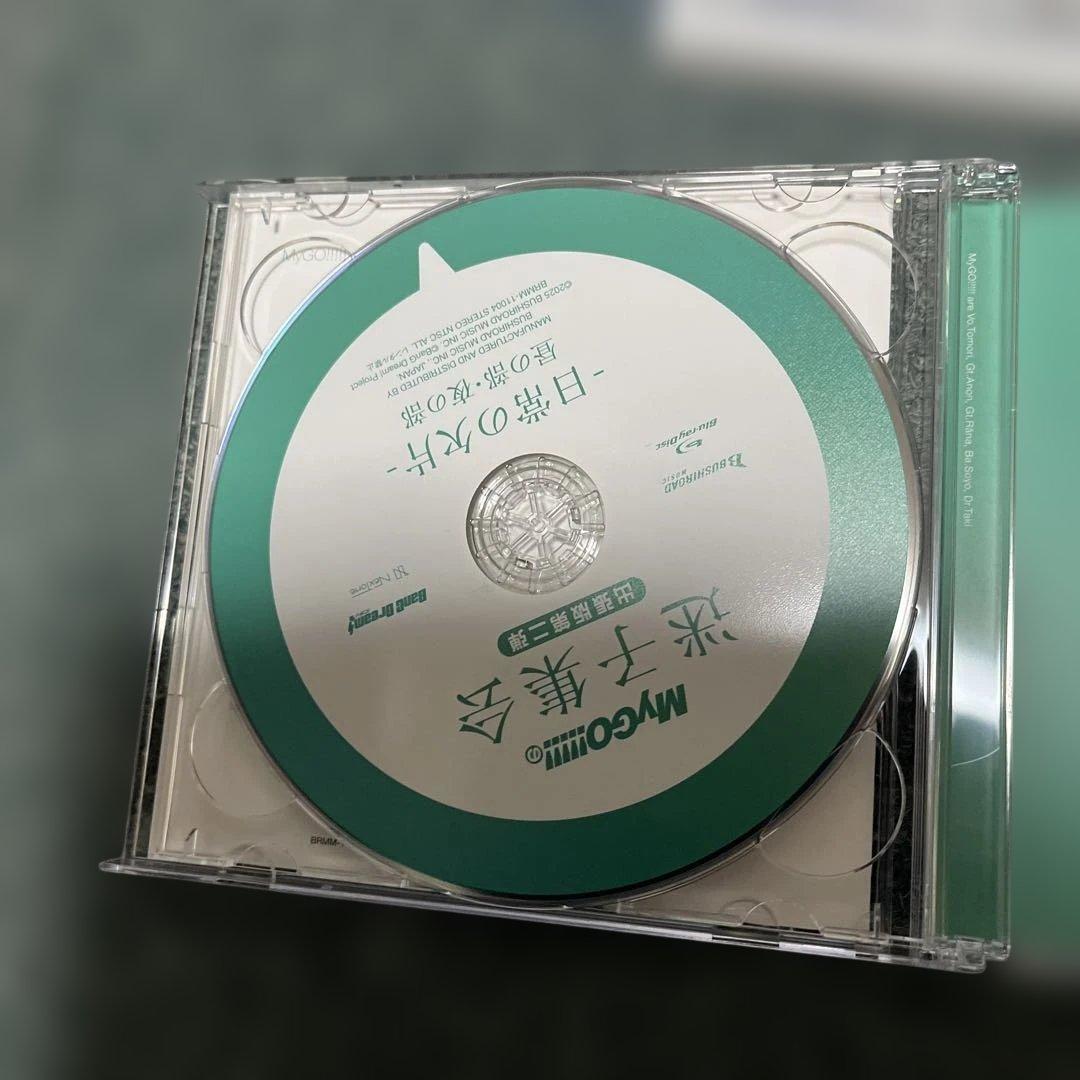 MyGO!!!!!の
迷子集会
出張版第二弾
BanG Dream!
NexTone
BUSHIROAD
MUSIC
Blu-ray Disc
-日常の欠片-
昼の部・夜の部
MANUFACTURED AND DISTRIBUTED BY
BUSHIROAD MUSIC INC., JAPAN.
©2025 BUSHIROAD MUSIC INC. ©BanG Dream! Project
BRMM-11004 STEREO NTSC ALL レンタル禁止
MyGO!!!!!
BRMM-
MyGO!!!!! are Vo.Tomori, Gt.Anon, Gt.Rāna, Ba.Soyo, Dr.Taki